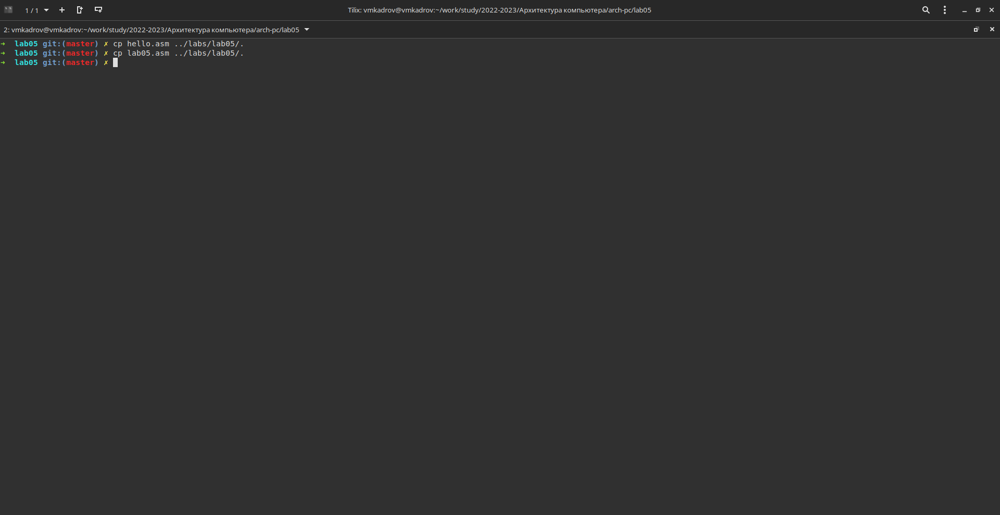 1 / 1
Tilix: vmkadrov@vmkadrov:~/work/study/2022-2023/Архитектура компьютера/arch-pc/lab05
2: vmkadrov@vmkadrov:~/work/study/2022-2023/Архитектура компьютера/arch-pc/lab05
➜ lab05 git:(master) ✗ cp hello.asm ../labs/lab05/.
➜ lab05 git:(master) ✗ cp lab05.asm ../labs/lab05/.
➜ lab05 git:(master) ✗